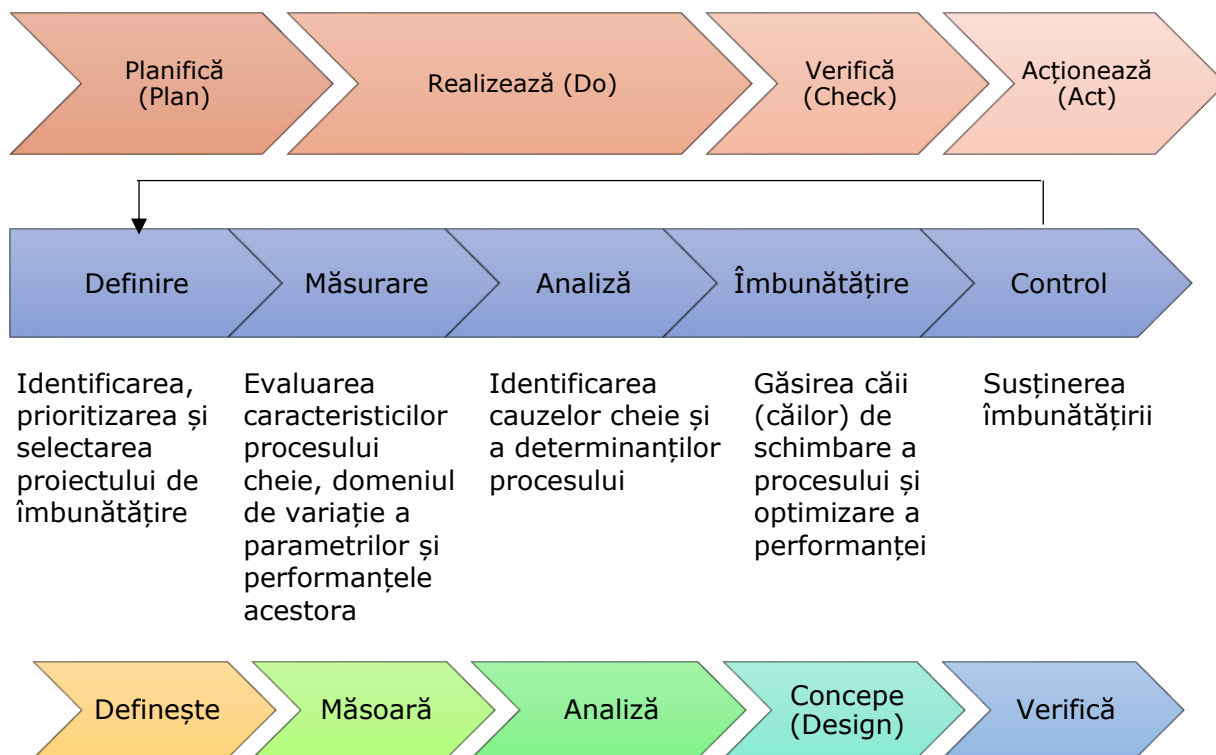 Planifică
(Plan)
Realizează (Do)
Verifică
(Check)
Acționează
(Act)
Definire
Măsurare
Analiză
Îmbunătățire
Control
Identificarea,
prioritizarea și
selectarea
proiectului de
îmbunătățire
Evaluarea
caracteristicilor
procesului
cheie, domeniul
de variație a
parametrilor și
performanțele
acestora
Identificarea
cauzelor cheie și
a determinanților
procesului
Găsirea căii
(căilor) de
schimbare a
procesului și
optimizare a
performanței
Susținerea
îmbunătățirii
Definește
Măsoară
Analiză
Concepe
(Design)
Verifică